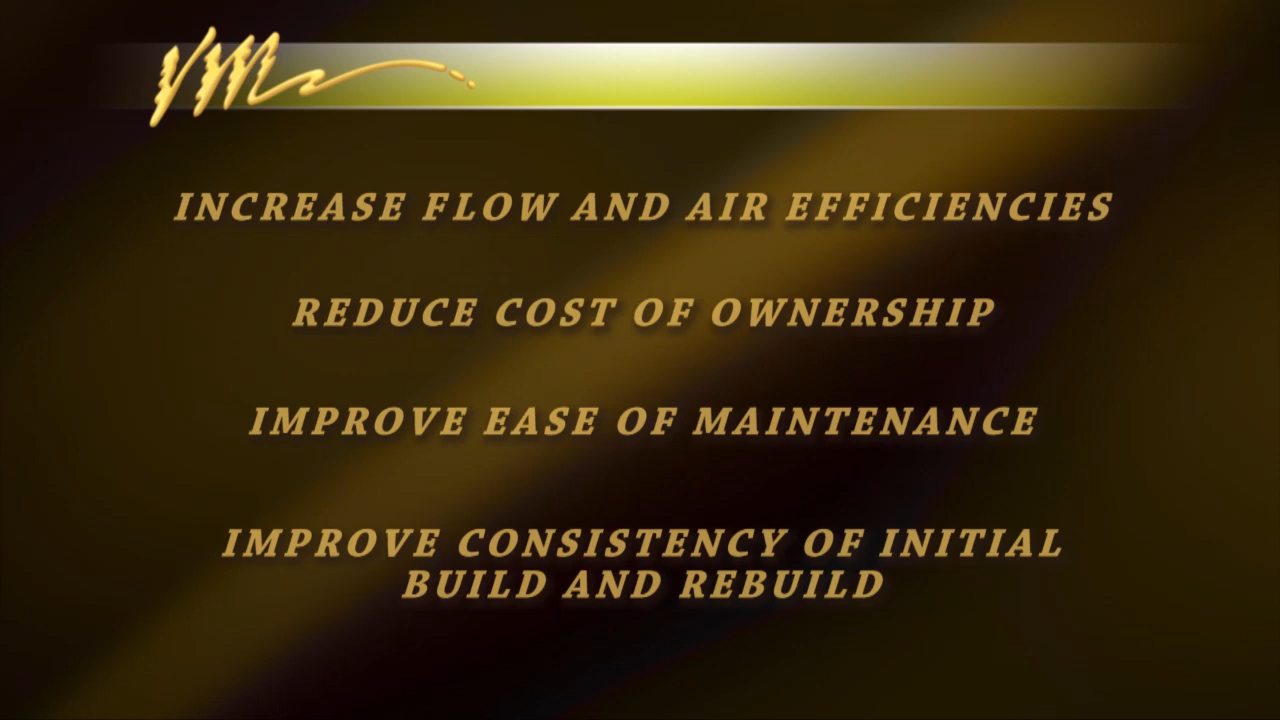 INCREASE FLOW AND AIR EFFICIENCIES
REDUCE COST OF OWNERSHIP
IMPROVE EASE OF MAINTENANCE
IMPROVE CONSISTENCY OF INITIAL
BUILD AND REBUILD